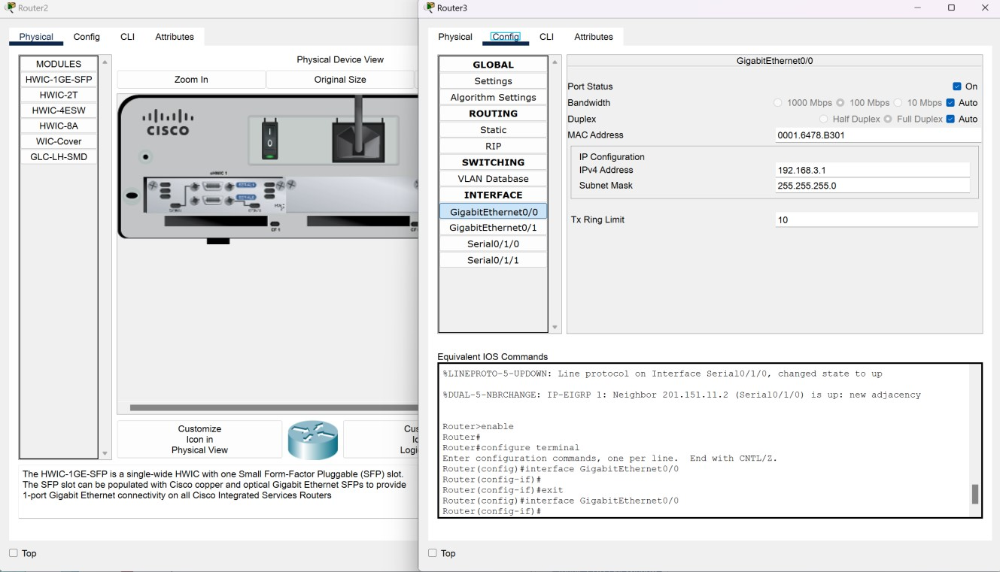 Router2
Physical
Config
CLI
Attributes
MODULES
HWIC-1GE-SFP
HWIC-2T
HWIC-4ESW
HWIC-8A
WIC-Cover
GLC-LH-SMD
Physical Device View
Zoom In
Original Size
CISCO
eHWIC 1
SERIAL1
SERIAL0
CF 1
CF
Customize
Icon in
Physical View
Cus
Ic
Logi
The HWIC-1GE-SFP is a single-wide HWIC with one Small Form-Factor Pluggable (SFP) slot.
The SFP slot can be populated with Cisco copper and optical Gigabit Ethernet SFPs to provide
1-port Gigabit Ethernet connectivity on all Cisco Integrated Services Routers
Top
Router3
Physical
Config
CLI
Attributes
GLOBAL
Settings
Algorithm Settings
ROUTING
Static
RIP
SWITCHING
VLAN Database
INTERFACE
GigabitEthernet0/0
GigabitEthernet0/1
Serial0/1/0
Serial0/1/1
GigabitEthernet0/0
Port Status On
Bandwidth 1000 Mbps 100 Mbps 10 Mbps Auto
Duplex Half Duplex Full Duplex Auto
MAC Address 0001.6478.B301
IP Configuration
IPv4 Address 192.168.3.1
Subnet Mask 255.255.255.0
Tx Ring Limit 10
Equivalent IOS Commands
%LINEPROTO-5-UPDOWN: Line protocol on Interface Serial0/1/0, changed state to up
%DUAL-5-NBRCHANGE: IP-EIGRP 1: Neighbor 201.151.11.2 (Serial0/1/0) is up: new adjacency
Router>enable
Router#
Router#configure terminal
Enter configuration commands, one per line.  End with CNTL/Z.
Router(config)#interface GigabitEthernet0/0
Router(config-if)#
Router(config-if)#exit
Router(config)#interface GigabitEthernet0/0
Router(config-if)#
Top